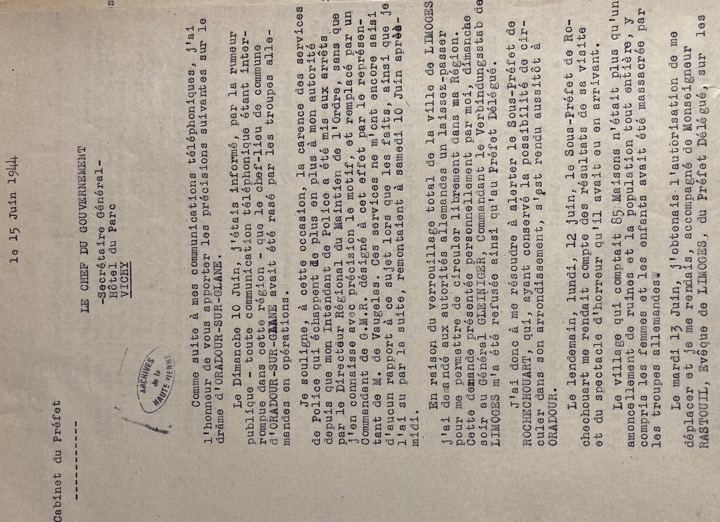 le 15 Juin 1944
Cabinet du Préfet
-----------
LE CHEF DU GOUVERNEMENT
-Secrétaire Général-
Hôtel du Parc
VICHY
ARCHIVES
de la
HAUTE VIENNE
Comme suite à mes communications téléphoniques, j'ai
l'honneur de vous apporter les précisions suivantes sur le
drâme d'ORADOUR-SUR-GLANE.
Le Dimanche 10 Juin, j'étais informé, par la rumeur
publique - toute communication téléphonique étant inter-
rompue dans cette région - que le chef-lieu de commune
d'ORADOUR-SUR-GLANE avait été rasé par les troupes alle-
mandes en opérations.
Je souligne, à cette occasion, la carence des services
de Police qui échappent de plus en plus à mon autorité
depuis que mon Intendant de Police a été mis aux arrêts
par le Directeur Régional du Maintien de l'Ordre, sans que
j'en connaisse avec précision le motif, et remplacé par un
Commandant de G.M.R. désigné à cet effet par le représen-
tant de M. de Vaugelas. Ces services ne m'ont encore saisi
d'aucun rapport à ce sujet lors que les faits, ainsi que je
l'ai su par la suite, remontaient à samedi 10 Juin après-
midi.
En raison du verrouillage total de la ville de LIMOGES
j'ai demandé aux autorités allemandes un laissez-passer
pour me permettre de circuler librement dans ma Région.
Cette demande présentée personnellement par moi, dimanche
soir au Général GLEINIGER, Commandant le Verbindungsstab de
LIMOGES m'a été refusée ainsi qu'au Préfet Délégué.
J'ai donc à me résoudre à alerter le Sous-Préfet de
ROCHECHOUART, qui, ayant conservé la possibilité de cir-
culer dans son arrondissement, s'est rendu aussitôt à
ORADOUR.
Le lendemain, lundi, 12 juin, le Sous-Préfet de Ro-
chechouart me rendait compte des résultats de sa visite
et du spectacle d'horreur qu'il avait eu en arrivant.
Le village qui comptait 85 Maisons n'était plus qu'un
amoncellement de ruines et la population tout entière, y
compris les femmes et les enfants avait été massacrée par
les troupes allemandes.
Le mardi 13 juin, j'obtenais l'autorisation de me
déplacer et je me rendais, accompagné de Monseigneur
RASTOUIL, Evêque de LIMOGES, du Préfet Délégué, sur les